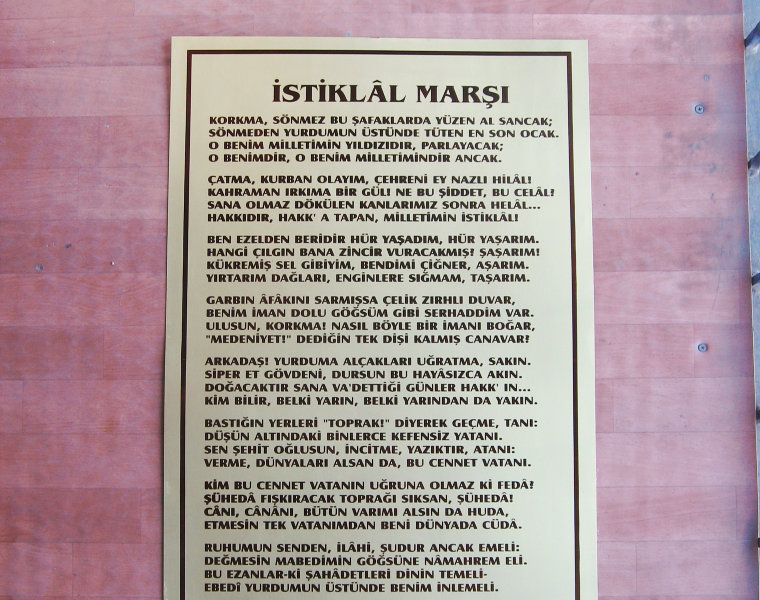 İSTİKLÂL MARŞI
KORKMA, SÖNMEZ BU ŞAFAKLARDA YÜZEN AL SANCAK;
SÖNMEDEN YURDUMUN ÜSTÜNDE TÜTEN EN SON OCAK.
O BENİM MİLLETİMİN YILDIZIDIR, PARLAYACAK;
O BENİMDİR, O BENİM MİLLETİMİNDİR ANCAK.
ÇATMA, KURBAN OLAYIM, ÇEHRENİ EY NAZLI HİLÂL!
KAHRAMAN IRKIMA BİR GÜL! NE BU ŞİDDET, BU CELÂL?
SANA OLMAZ DÖKÜLEN KANLARIMIZ SONRA HELÂL...
HAKKIDIR, HAKK' A TAPAN, MİLLETİMİN İSTİKLÂL!
BEN EZELDEN BERİDİR HÜR YAŞADIM, HÜR YAŞARIM.
HANGİ ÇILGIN BANA ZİNCİR VURACAKMIŞ? ŞAŞARIM!
KÜKREMİŞ SEL GİBİYİM, BENDİMİ ÇİĞNER, AŞARIM.
YIRTARIM DAĞLARI, ENGİNLERE SIĞMAM, TAŞARIM.
GARBIN ÂFÂKINI SARMIŞSA ÇELİK ZIRHLI DUVAR,
BENİM İMAN DOLU GÖĞSÜM GİBİ SERHADDİM VAR.
ULUSUN, KORKMA! NASIL BÖYLE BİR İMANI BOĞAR,
"MEDENİYET!" DEDİĞİN TEK DİŞİ KALMIŞ CANAVAR?
ARKADAŞ! YURDUMA ALÇAKLARI UĞRATMA, SAKIN.
SİPER ET GÖVDENİ, DURSUN BU HAYÂSIZCA AKIN.
DOĞACAKTIR SANA VA'DETTİĞİ GÜNLER HAKK' IN...
KİM BİLİR, BELKİ YARIN, BELKİ YARINDAN DA YAKIN.
BASTIĞIN YERLERİ "TOPRAK!" DİYEREK GEÇME, TANI:
DÜŞÜN ALTINDAKİ BİNLERCE KEFENSİZ YATANI.
SEN ŞEHİT OĞLUSUN, İNCİTME, YAZIKTIR, ATANI:
VERME, DÜNYALARI ALSAN DA, BU CENNET VATANI.
KİM BU CENNET VATANIN UĞRUNA OLMAZ Kİ FEDÂ?
ŞÜHEDÂ FIŞKIRACAK TOPRAĞI SIKSAN, ŞÜHEDÂ!
CÂNI, CÂNÂNI, BÜTÜN VARIMI ALSIN DA HUDA,
ETMESİN TEK VATANIMDAN BENİ DÜNYADA CÜDÂ.
RUHUMUN SENDEN, İLÂHİ, ŞUDUR ANCAK EMELİ:
DEĞMESİN MABEDİMİN GÖĞSÜNE NÂMAHREM ELİ.
BU EZANLAR-Kİ ŞAHÂDETLERİ DİNİN TEMELİ-
EBEDÎ YURDUMUN ÜSTÜNDE BENİM İNLEMELİ.